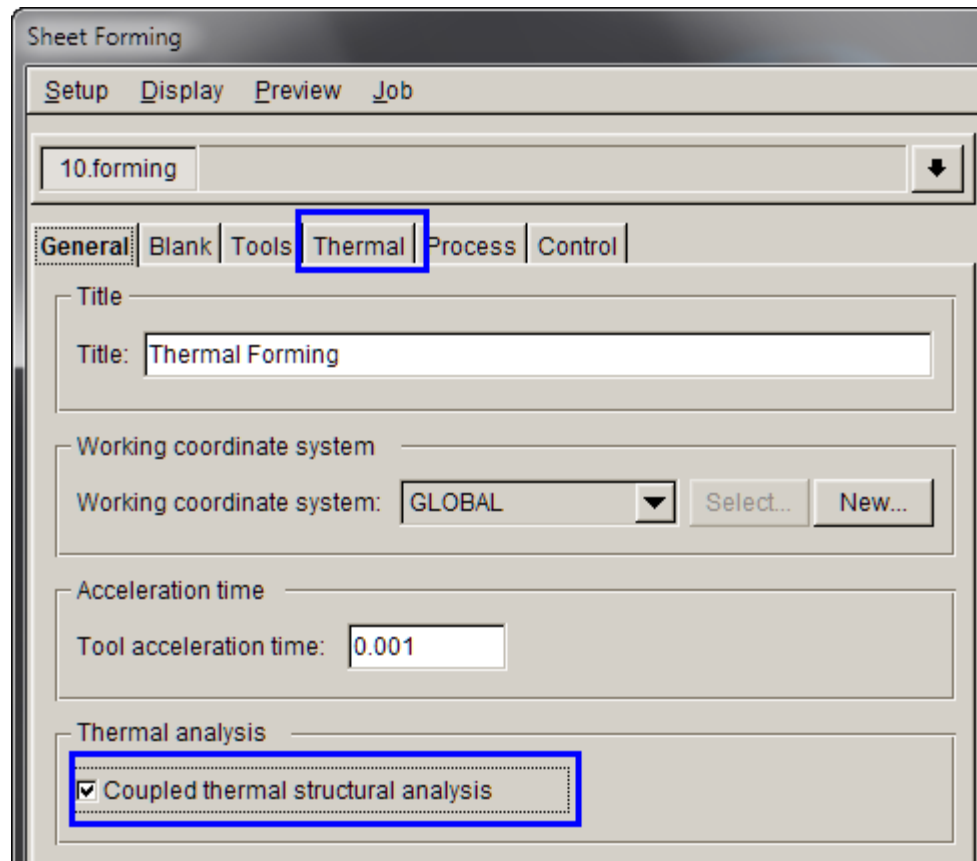 Sheet Forming
Setup Display Preview Job
10.forming
General Blank Tools Thermal Process Control
Title
Title: Thermal Forming
Working coordinate system
Working coordinate system: GLOBAL Select... New...
Acceleration time
Tool acceleration time: 0.001
Thermal analysis
Coupled thermal structural analysis